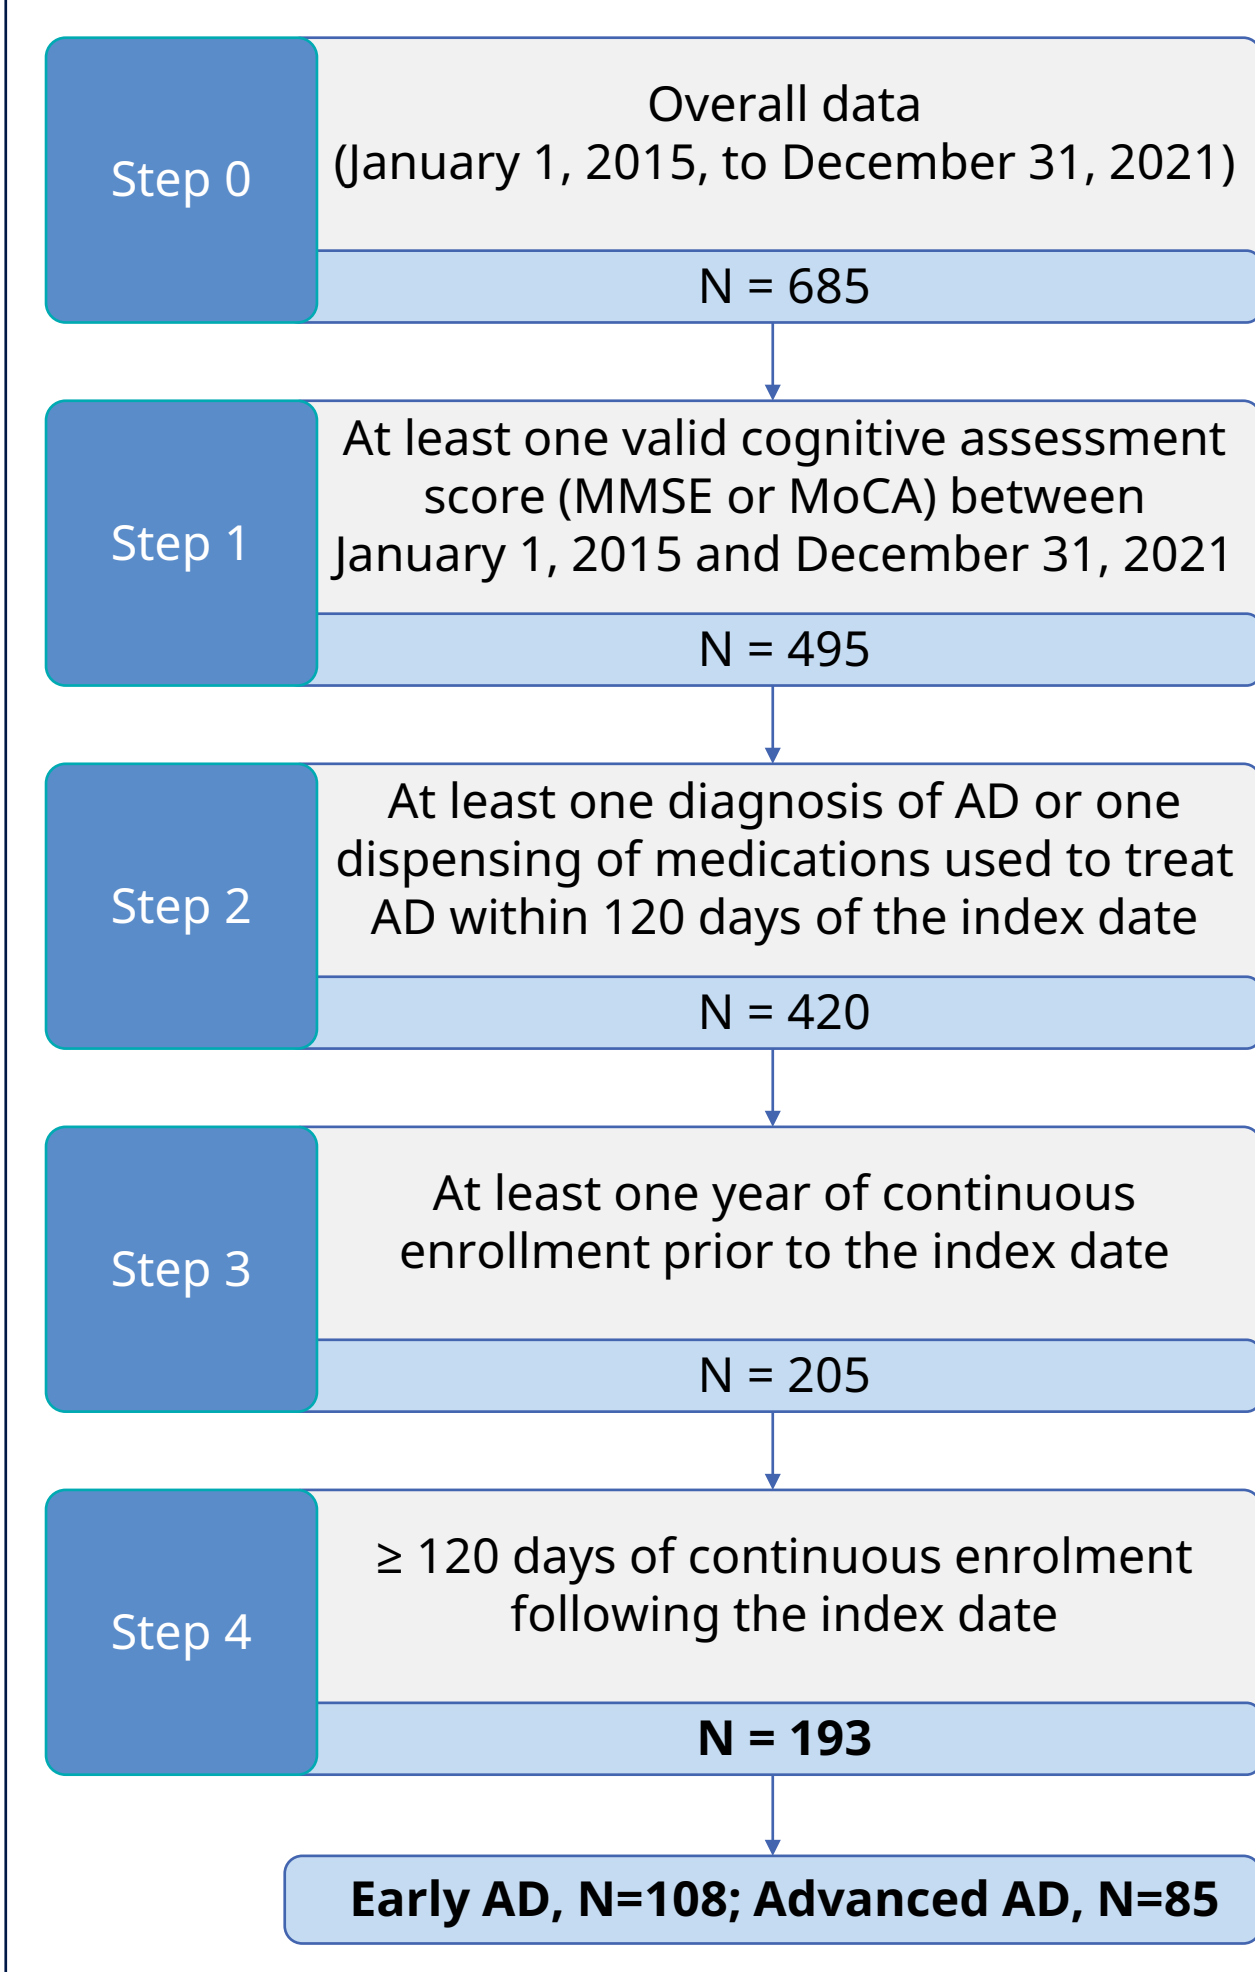 Step 0
Overall data
(January 1, 2015, to December 31, 2021)
N = 685
Step 1
At least one valid cognitive assessment
score (MMSE or MoCA) between
January 1, 2015 and December 31, 2021
N = 495
Step 2
At least one diagnosis of AD or one
dispensing of medications used to treat
AD within 120 days of the index date
N = 420
Step 3
At least one year of continuous
enrollment prior to the index date
N = 205
Step 4
≥ 120 days of continuous enrolment
following the index date
N = 193
Early AD, N=108; Advanced AD, N=85